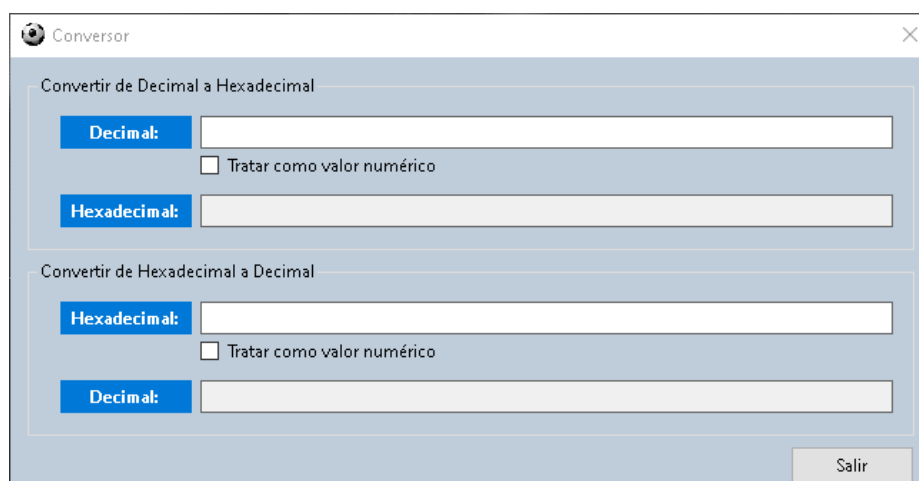 Conversor
Convertir de Decimal a Hexadecimal
Decimal:
Tratar como valor numérico
Hexadecimal:
Convertir de Hexadecimal a Decimal
Hexadecimal:
Tratar como valor numérico
Decimal:
Salir